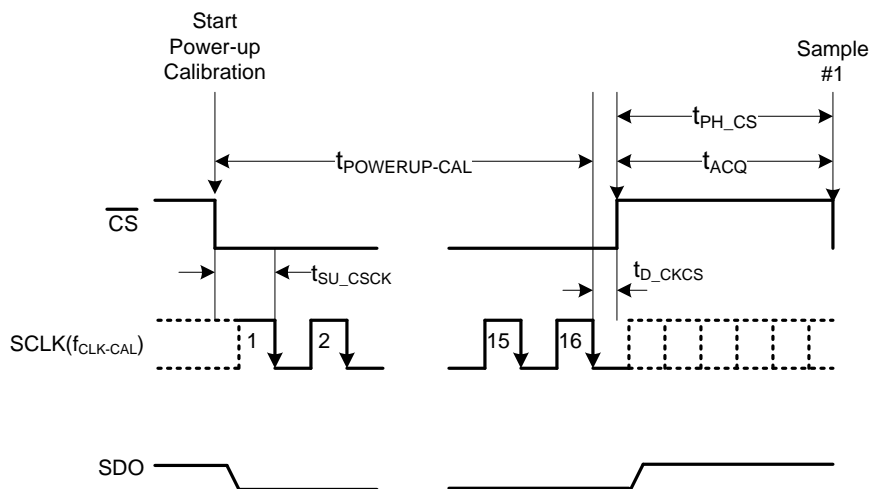 Start
Power-up
Calibration
Sample
#1
tPH_CS
tPOWERUP-CAL
tACQ
CS
tSU_CSCK
tD_CKCS
SCLK(fCLK-CAL)
1
2
15
16
SDO